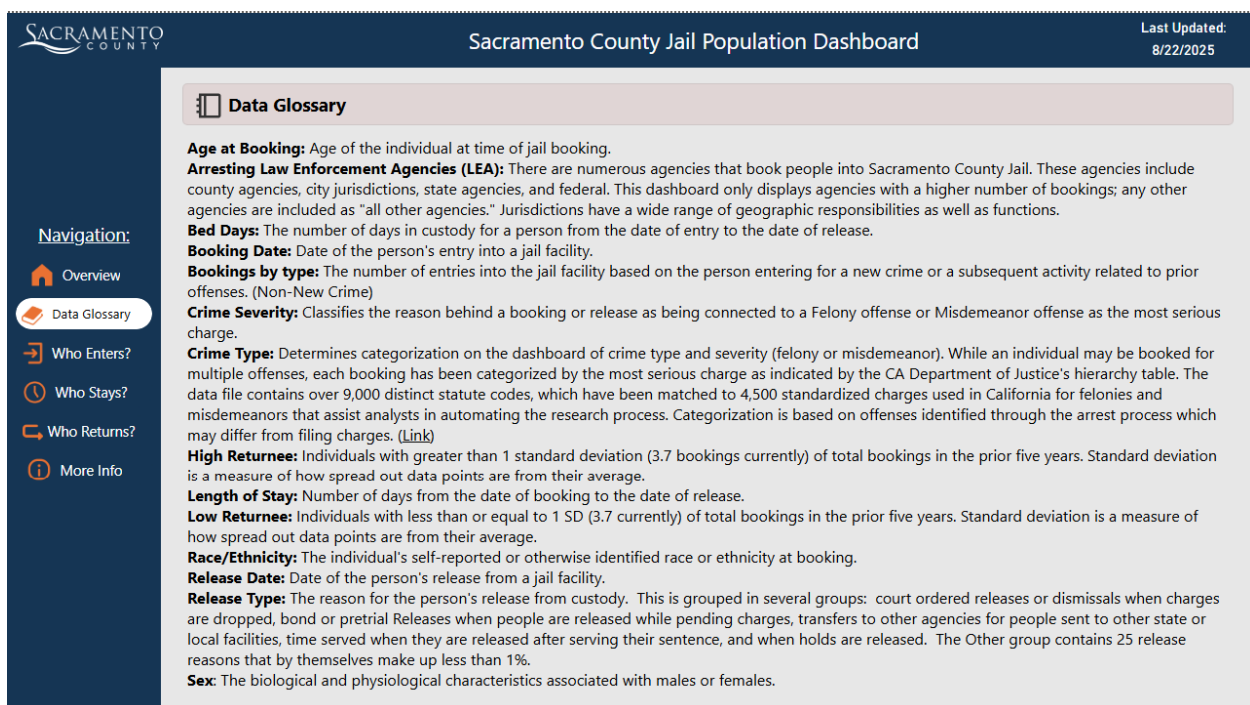 SACRAMENTO
COUNTY
Sacramento County Jail Population Dashboard
Last Updated:
8/22/2025
Navigation:
Overview
Data Glossary
Who Enters?
Who Stays?
Who Returns?
More Info
Data Glossary
Age at Booking: Age of the individual at time of jail booking.
Arresting Law Enforcement Agencies (LEA): There are numerous agencies that book people into Sacramento County Jail. These agencies include
county agencies, city jurisdictions, state agencies, and federal. This dashboard only displays agencies with a higher number of bookings; any other
agencies are included as "all other agencies." Jurisdictions have a wide range of geographic responsibilities as well as functions.
Bed Days: The number of days in custody for a person from the date of entry to the date of release.
Booking Date: Date of the person's entry into a jail facility.
Bookings by type: The number of entries into the jail facility based on the person entering for a new crime or a subsequent activity related to prior
offenses. (Non-New Crime)
Crime Severity: Classifies the reason behind a booking or release as being connected to a Felony offense or Misdemeanor offense as the most serious
charge.
Crime Type: Determines categorization on the dashboard of crime type and severity (felony or misdemeanor). While an individual may be booked for
multiple offenses, each booking has been categorized by the most serious charge as indicated by the CA Department of Justice's hierarchy table. The
data file contains over 9,000 distinct statute codes, which have been matched to 4,500 standardized charges used in California for felonies and
misdemeanors that assist analysts in automating the research process. Categorization is based on offenses identified through the arrest process which
may differ from filing charges. (Link)
High Returnee: Individuals with greater than 1 standard deviation (3.7 bookings currently) of total bookings in the prior five years. Standard deviation
is a measure of how spread out data points are from their average.
Length of Stay: Number of days from the date of booking to the date of release.
Low Returnee: Individuals with less than or equal to 1 SD (3.7 currently) of total bookings in the prior five years. Standard deviation is a measure of
how spread out data points are from their average.
Race/Ethnicity: The individual's self-reported or otherwise identified race or ethnicity at booking.
Release Date: Date of the person's release from a jail facility.
Release Type: The reason for the person's release from custody.  This is grouped in several groups:  court ordered releases or dismissals when charges
are dropped, bond or pretrial Releases when people are released while pending charges, transfers to other agencies for people sent to other state or
local facilities, time served when they are released after serving their sentence, and when holds are released.  The Other group contains 25 release
reasons that by themselves make up less than 1%.
Sex: The biological and physiological characteristics associated with males or females.